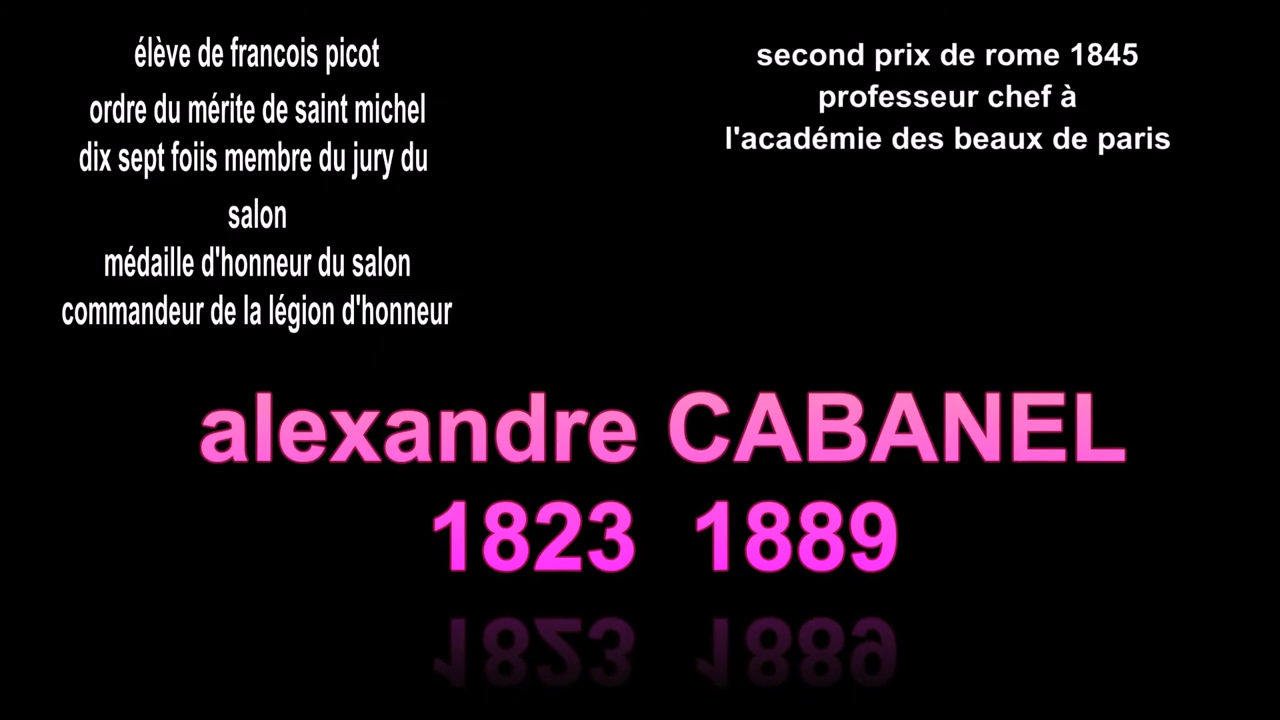 élève de francois picot
ordre du mérite de saint michel
dix sept foiis membre du jury du
salon
médaille d'honneur du salon
commandeur de la légion d'honneur
second prix de rome 1845
professeur chef à
l'académie des beaux de paris
alexandre CABANEL
1823 1889